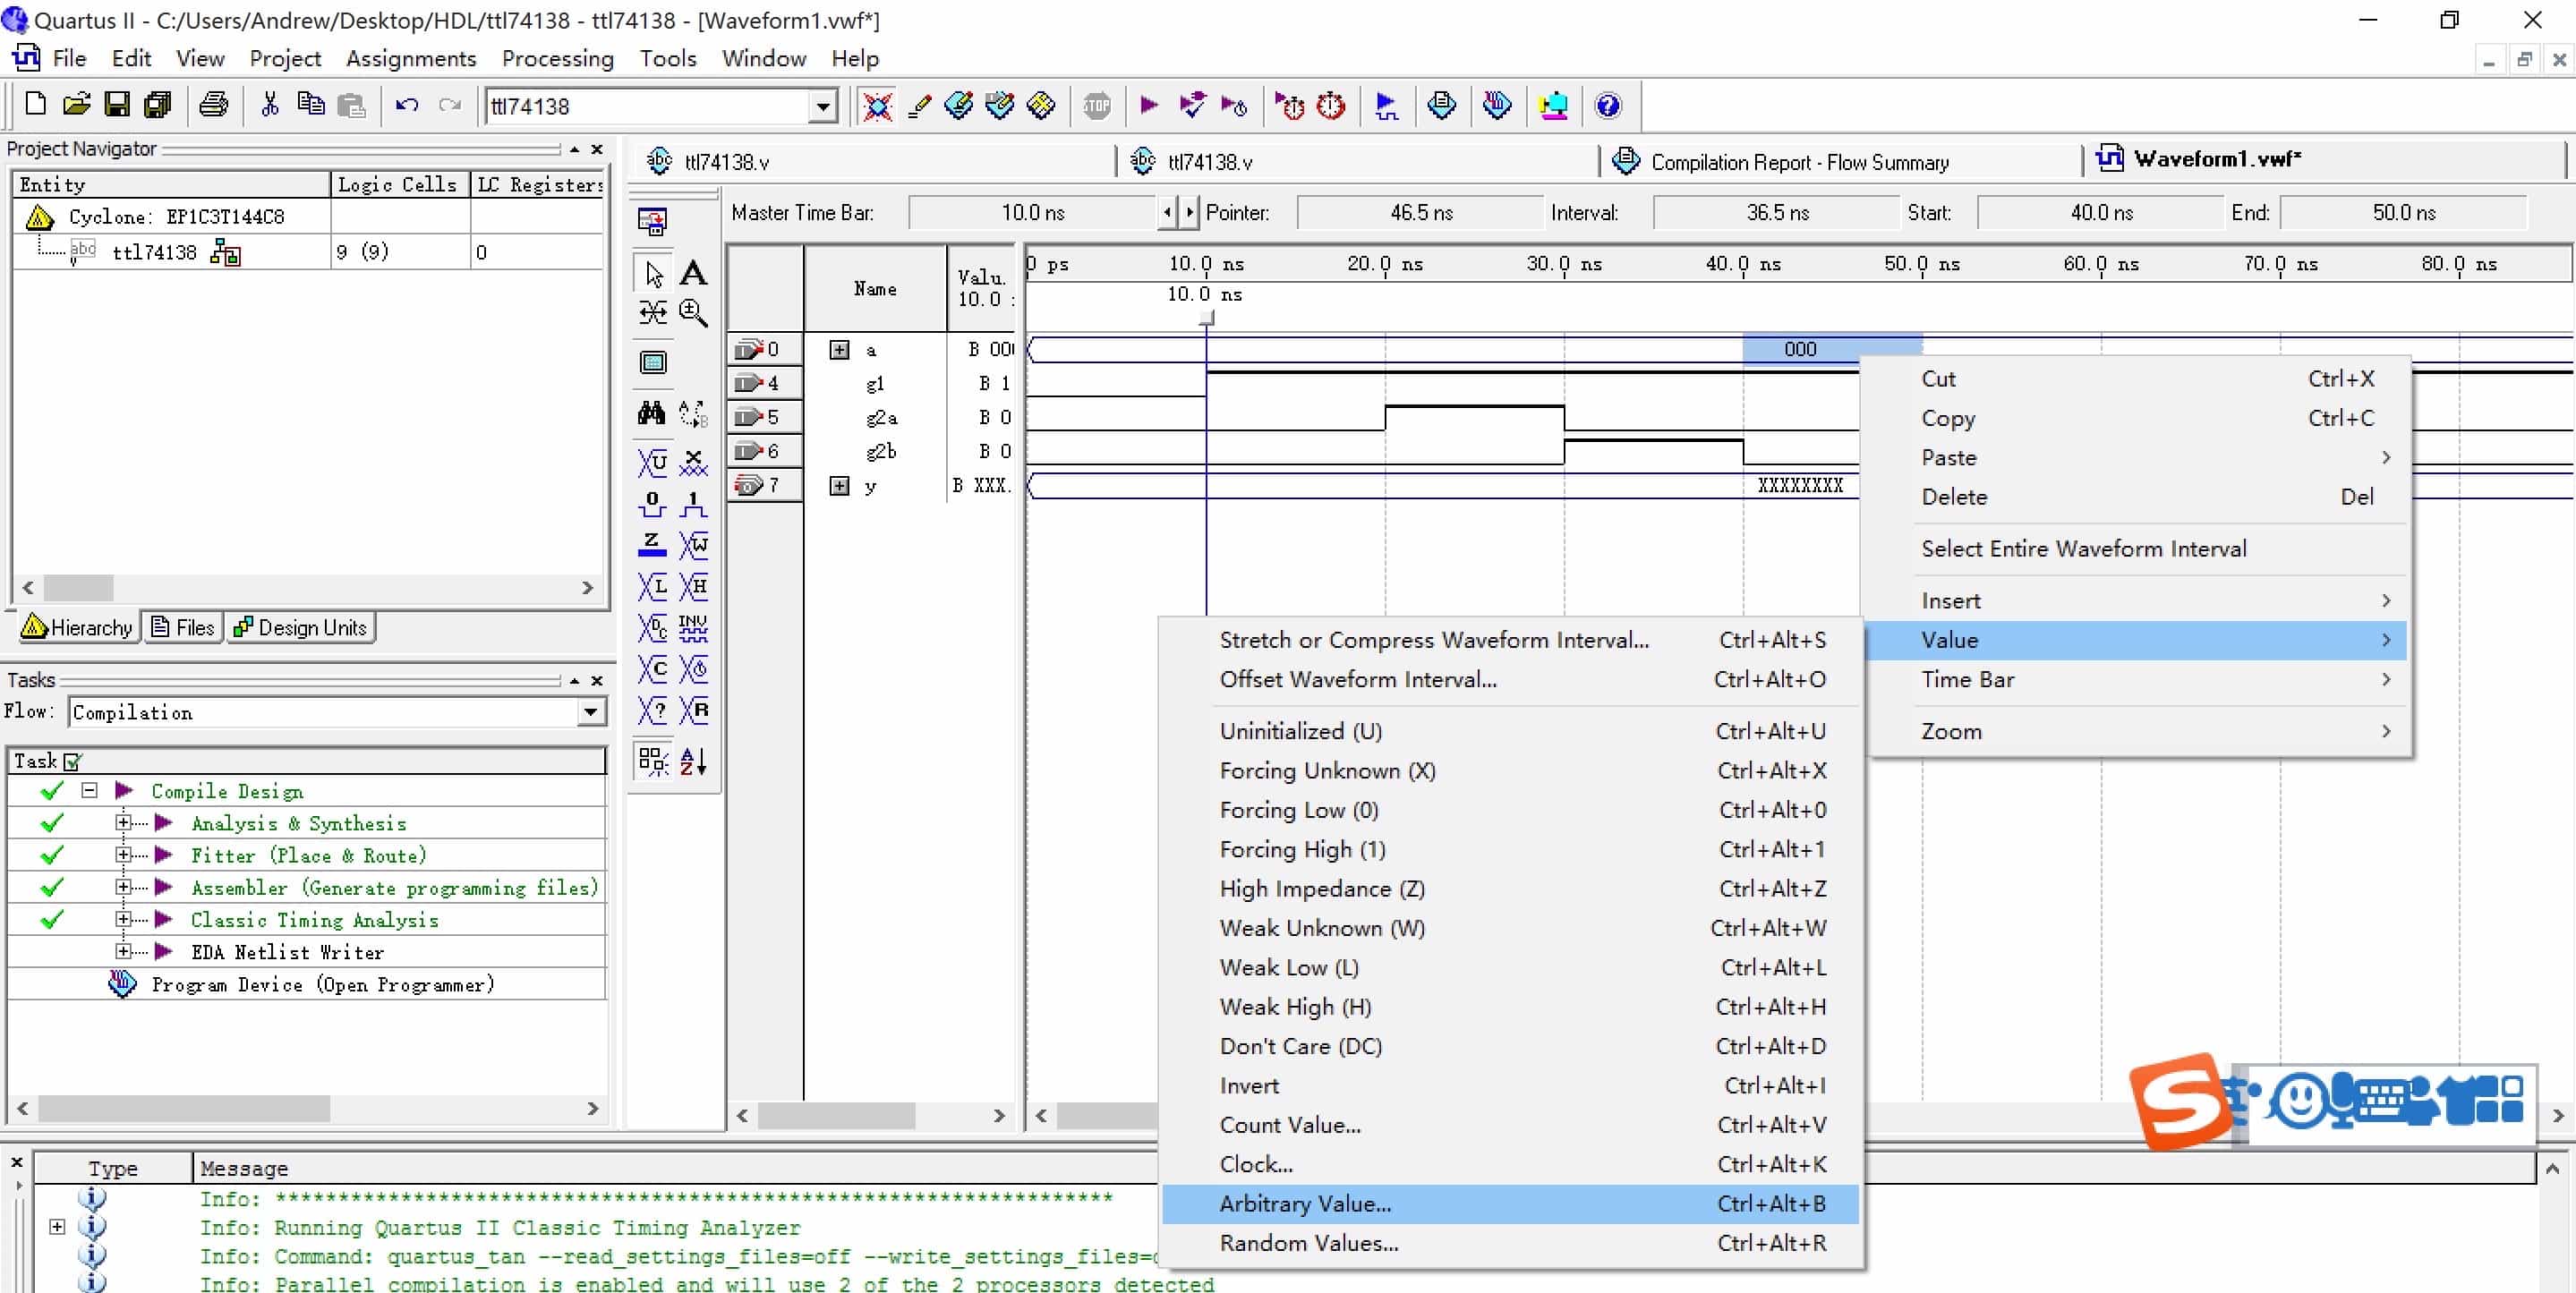 Quartus II - C:/Users/Andrew/Desktop/HDL/ttl74138 - ttl74138 - [Waveform1.vwf*]
File Edit View Project Assignments Processing Tools Window Help
ttl74138
STOP
Project Navigator
Entity Logic Cells LC Registers
Cyclone: EP1C3T144C8
abc ttl74138 9 (9) 0
Hierarchy Files Design Units
Tasks
Flow: Compilation
Task
Compile Design
Analysis & Synthesis
Fitter (Place & Route)
Assembler (Generate programming files)
Classic Timing Analysis
EDA Netlist Writer
Program Device (Open Programmer)
abc ttl74138.v abc ttl74138.v Compilation Report - Flow Summary Waveform1.vwf*
Master Time Bar: 10.0 ns Pointer: 46.5 ns Interval: 36.5 ns Start: 40.0 ns End: 50.0 ns
Name
Valu.
10.0
0 ps 10.0 ns 20.0 ns 30.0 ns 40.0 ns 50.0 ns 60.0 ns 70.0 ns 80.0 ns
10.0 ns
0 a B 00 000
4 g1 B 1
5 g2a B 0
6 g2b B 0
7 y B XXX. XXXXXXXX
Cut Ctrl+X
Copy Ctrl+C
Paste
Delete Del
Select Entire Waveform Interval
Insert
Value
Time Bar
Zoom
Stretch or Compress Waveform Interval... Ctrl+Alt+S
Offset Waveform Interval... Ctrl+Alt+O
Uninitialized (U) Ctrl+Alt+U
Forcing Unknown (X) Ctrl+Alt+X
Forcing Low (0) Ctrl+Alt+0
Forcing High (1) Ctrl+Alt+1
High Impedance (Z) Ctrl+Alt+Z
Weak Unknown (W) Ctrl+Alt+W
Weak Low (L) Ctrl+Alt+L
Weak High (H) Ctrl+Alt+H
Don't Care (DC) Ctrl+Alt+D
Invert Ctrl+Alt+I
Count Value... Ctrl+Alt+V
Clock... Ctrl+Alt+K
Arbitrary Value... Ctrl+Alt+B
Random Values... Ctrl+Alt+R
Type Message
Info: *******************************************************************
Info: Running Quartus II Classic Timing Analyzer
Info: Command: quartus_tan --read_settings_files=off --write_settings_files=
Info: Parallel compilation is enabled and will use 2 of the 2 processors detected